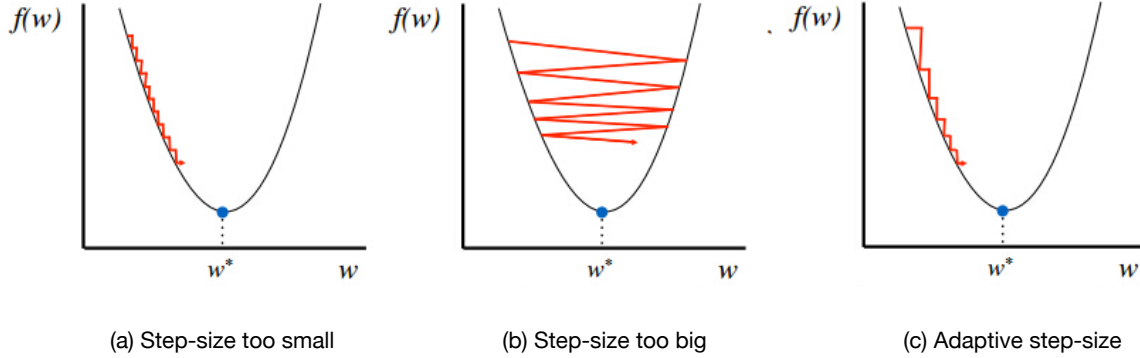 f(w)
w*
w
(a) Step-size too small
f(w)
w*
w
(b) Step-size too big
f(w)
w*
w
(c) Adaptive step-size